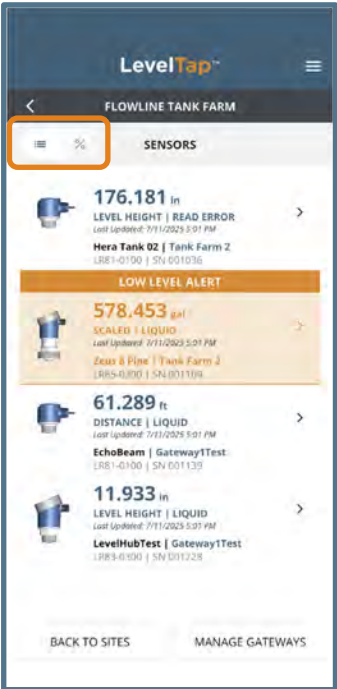 LevelTap™
FLOWLINE TANK FARM
% SENSORS
176.181 in
LEVEL HEIGHT | READ ERROR
Last Updated: 7/11/2025 5:01 PM
Hera Tank 02 | Tank Farm 2
LR81-0100 | SN 001036
LOW LEVEL ALERT
578.453 gal
SCALED | LIQUID
Last Updated: 7/11/2025 5:01 PM
Zeus & Pine | Tank Farm 2
LR85-0300 | SN 001109
61.289 ft
DISTANCE | LIQUID
Last Updated: 7/11/2025 5:01 PM
EchoBeam | Gateway1Test
LR81-0100 | SN 001139
11.933 in
LEVEL HEIGHT | LIQUID
Last Updated: 7/11/2025 5:01 PM
LevelHubTest | Gateway1Test
LR83-0300 | SN 001228
BACK TO SITES
MANAGE GATEWAYS